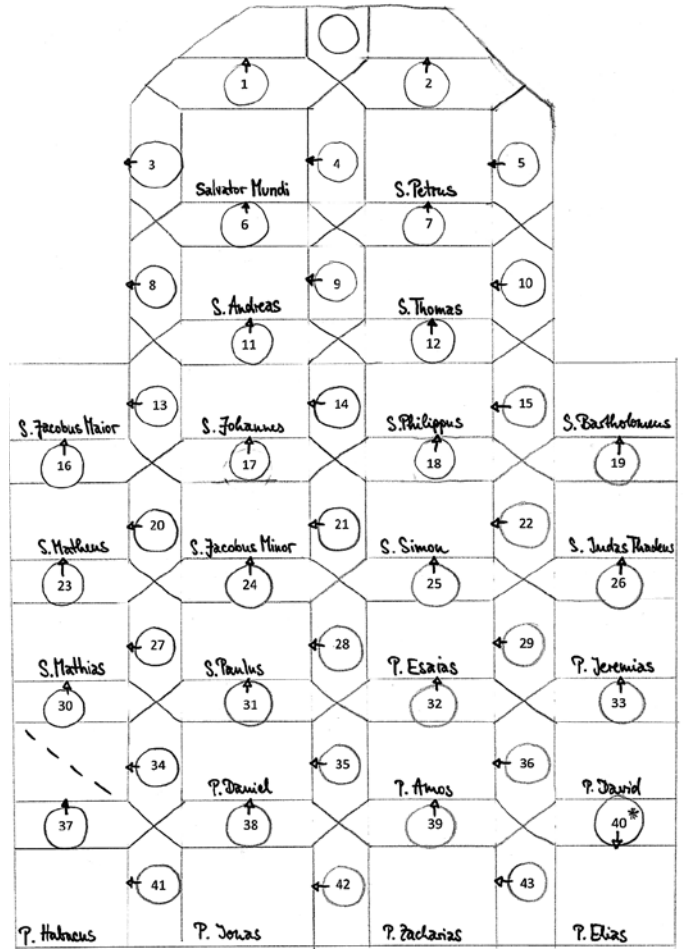 1 2
3 4 5
Salvator Mundi S. Petrus
6 7
8 9 10
S. Andreas S. Thomas
11 12
13 14 15
S. Jacobus Maior S. Johannes S. Philippus S. Bartholomeus
16 17 18 19
20 21 22
S. Matheus S. Jacobus Minor S. Simon S. Judas Thadeus
23 24 25 26
27 28 29
S. Mathias S. Paulus P. Esaias P. Jeremias
30 31 32 33
34 35 36
P. Daniel P. Amos P. David
37 38 39 40*
41 42 43
P. Habacus P. Jonas P. Zacharias P. Elias